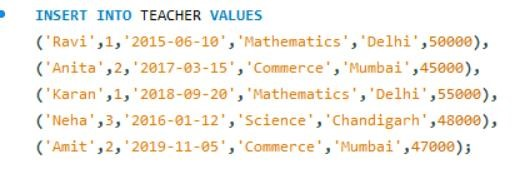 INSERT INTO TEACHER VALUES
('Ravi',1,'2015-06-10','Mathematics','Delhi',50000),
('Anita',2,'2017-03-15','Commerce','Mumbai',45000),
('Karan',1,'2018-09-20','Mathematics','Delhi',55000),
('Neha',3,'2016-01-12','Science','Chandigarh',48000),
('Amit',2,'2019-11-05','Commerce','Mumbai',47000);